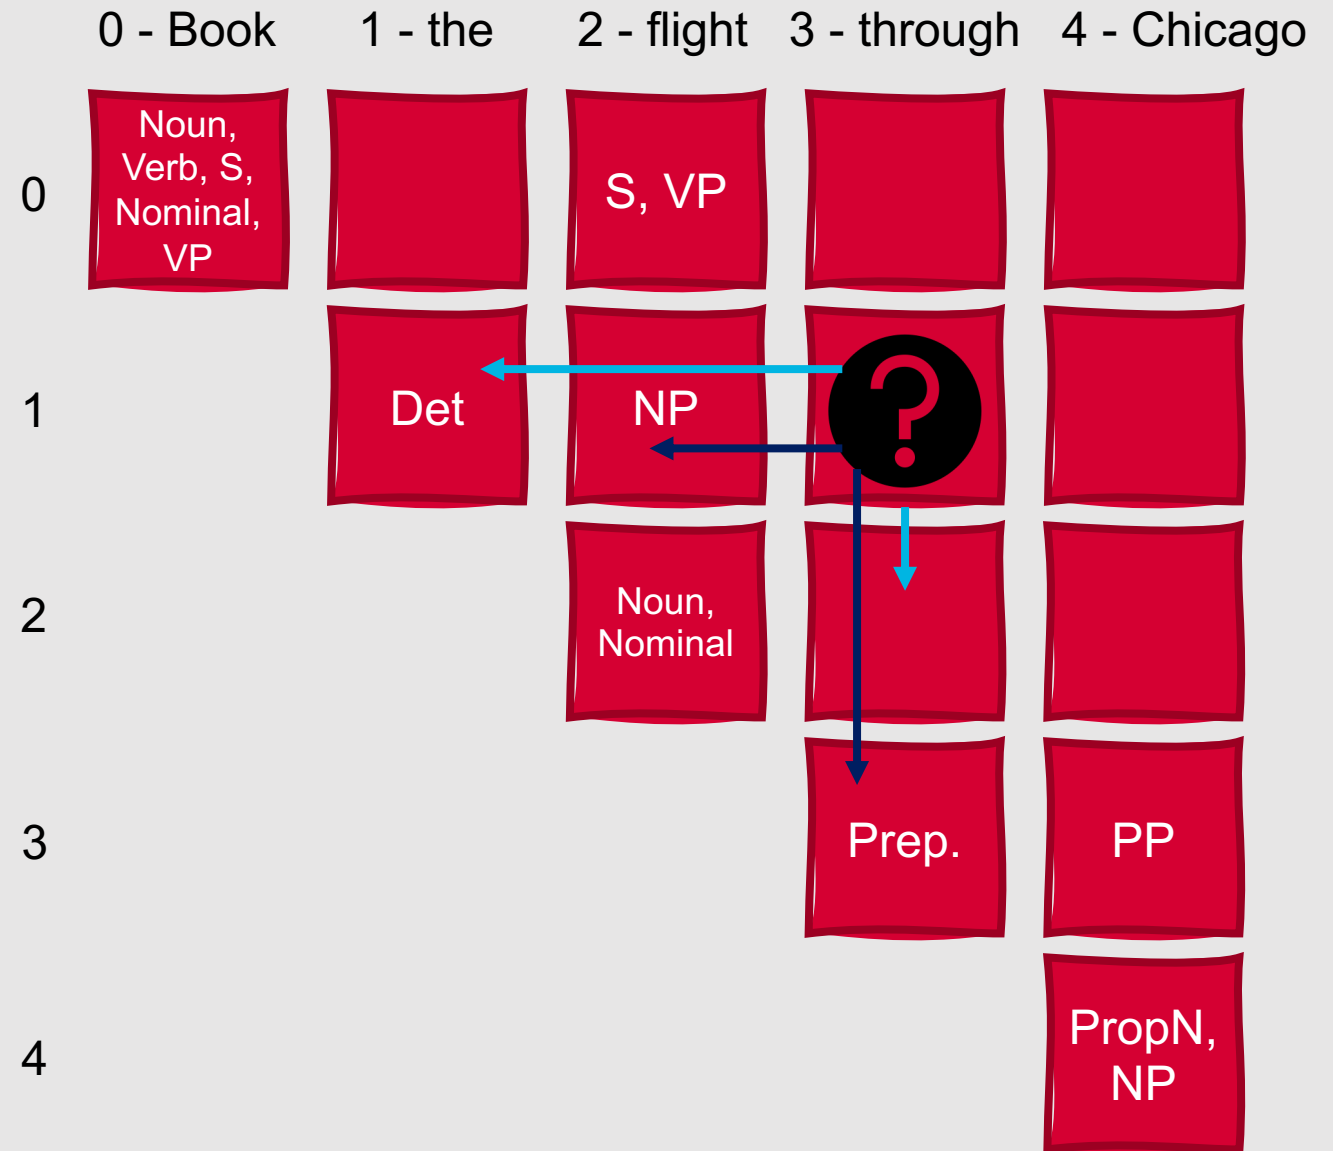 0 - Book 1 - the 2 - flight 3 - through 4 - Chicago
0
Noun,
Verb, S,
Nominal,
VP
S, VP
1
Det
NP
?
2
Noun,
Nominal
3
Prep.
PP
4
PropN,
NP